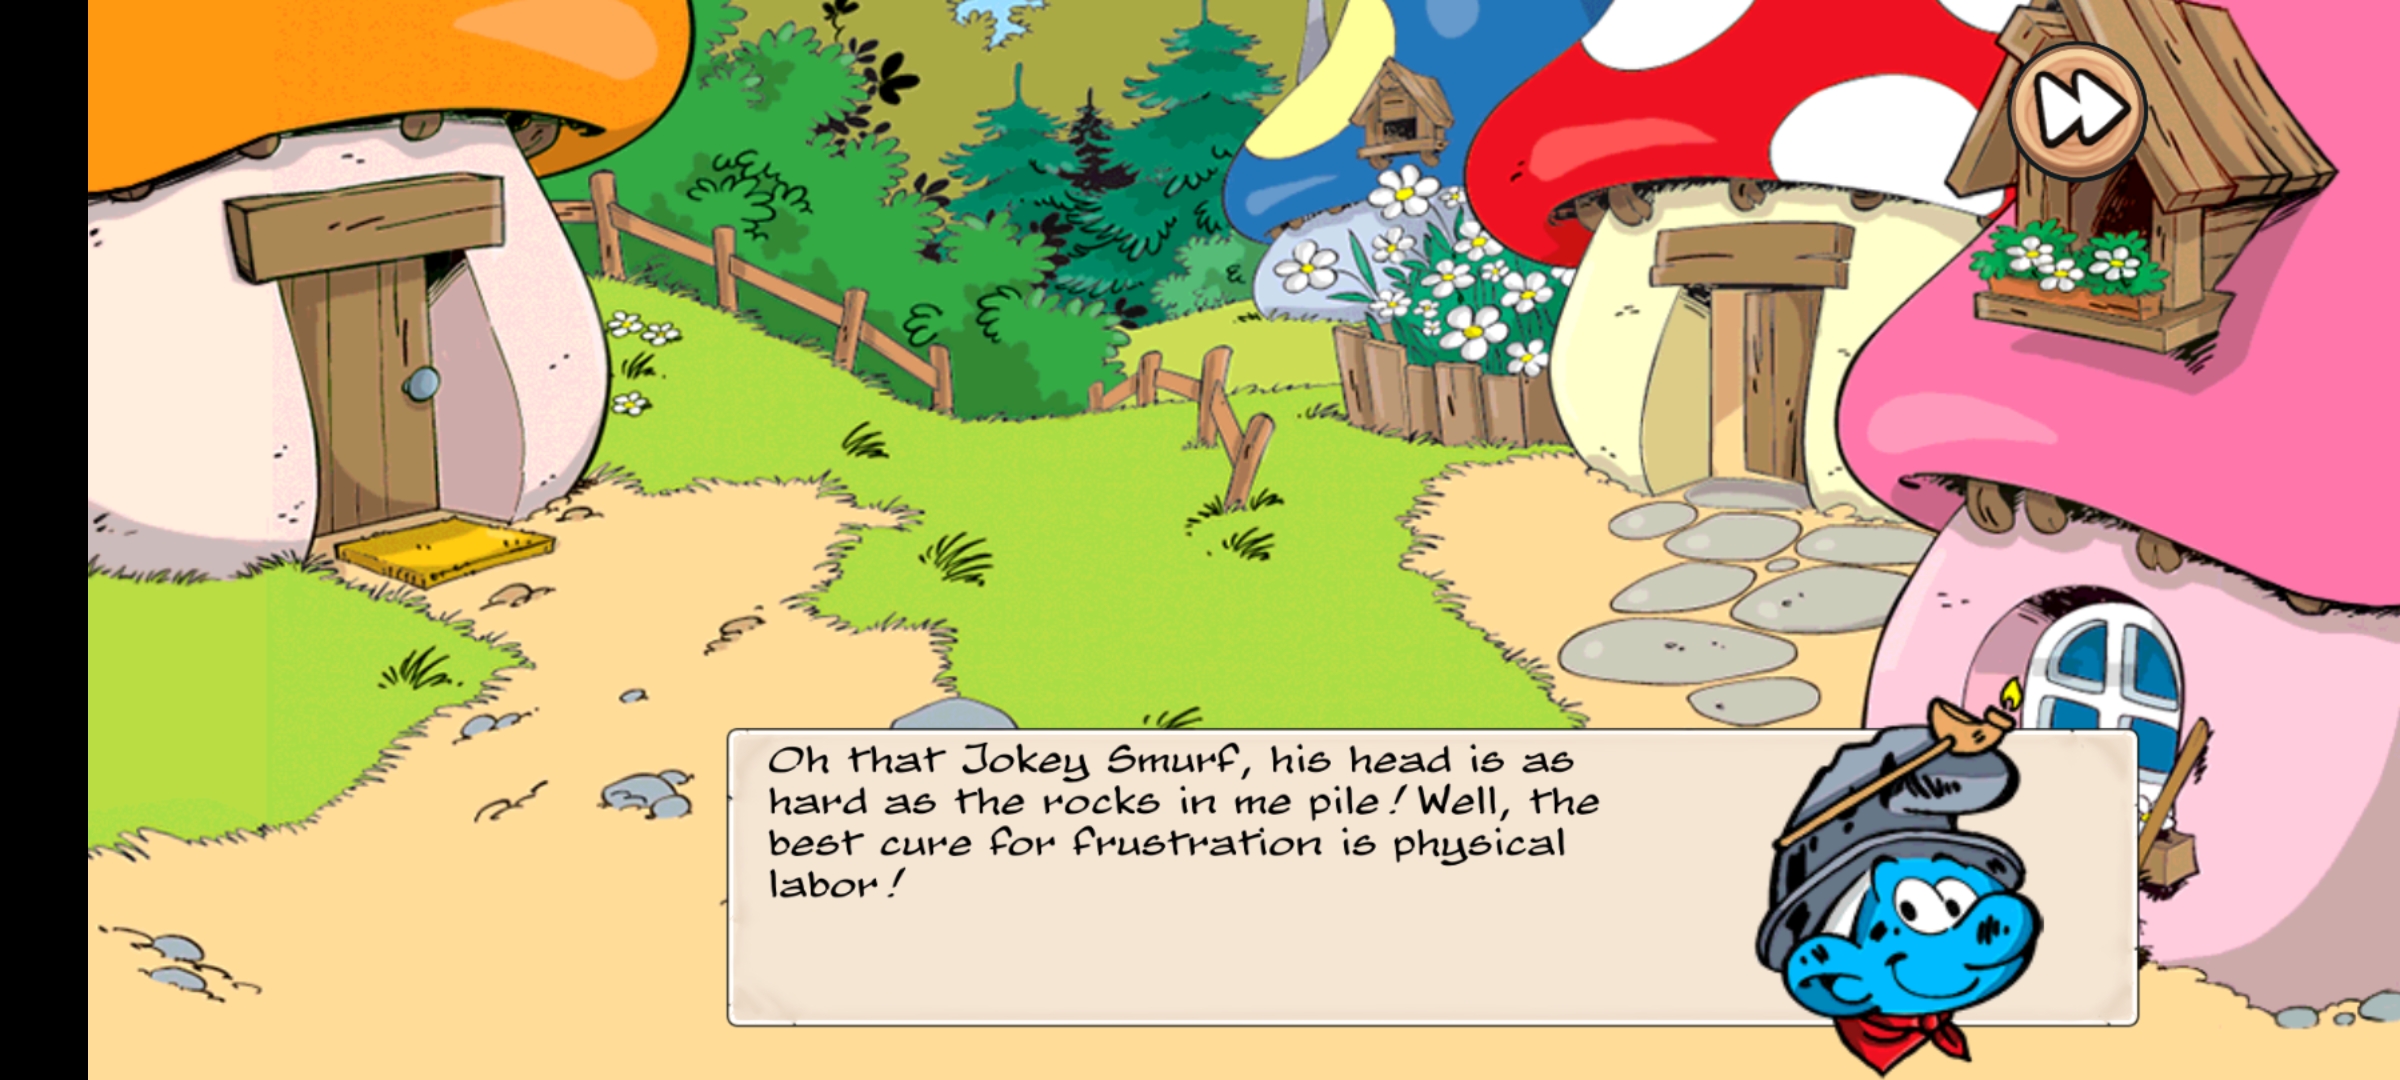 Oh that Jokey Smurf, his head is as
hard as the rocks in me pile! Well, the
best cure for frustration is physical
labor!